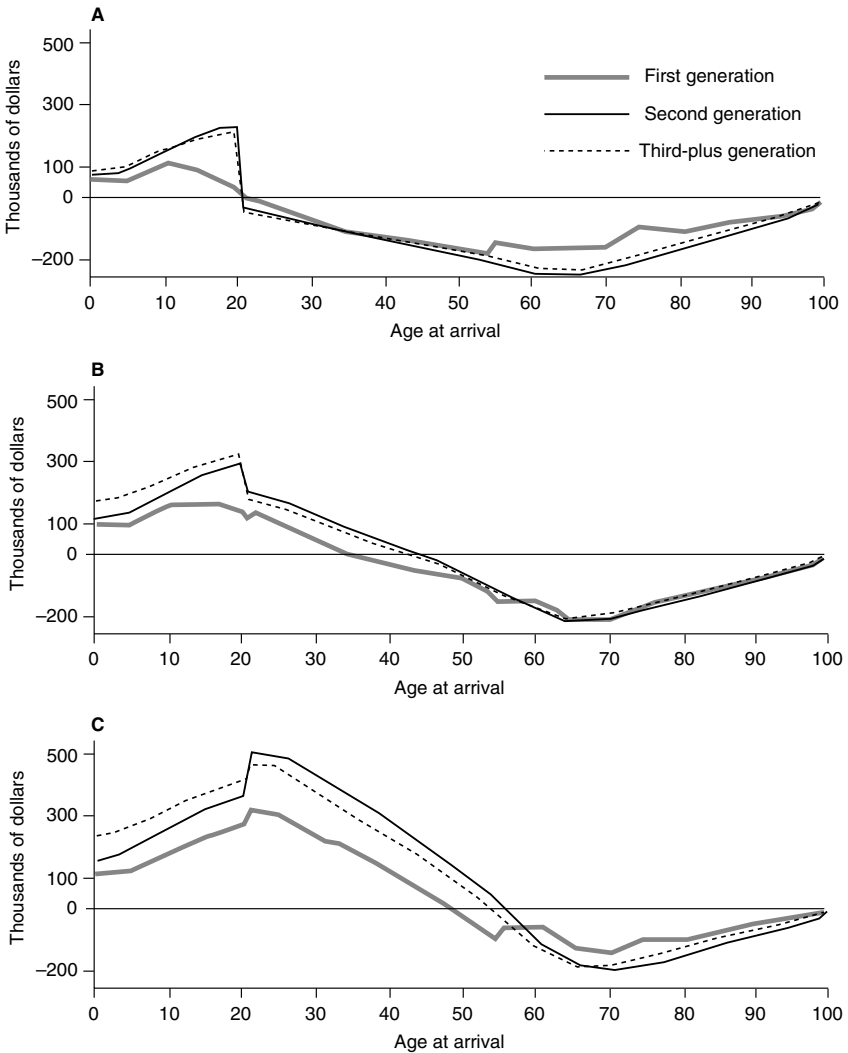 A
Thousands of dollars
500
300
100
0
–200
First generation
Second generation
Third-plus generation
0 10 20 30 40 50 60 70 80 90 100
Age at arrival
B
Thousands of dollars
500
300
100
0
–200
0 10 20 30 40 50 60 70 80 90 100
Age at arrival
C
Thousands of dollars
500
300
100
0
–200
0 10 20 30 40 50 60 70 80 90 100
Age at arrival